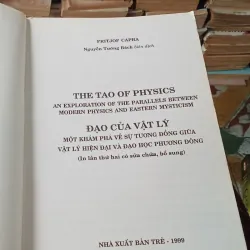 FRITJOF CAPRA
Nguyễn Tường Bách biên dịch
THE TAO OF PHYSICS
AN EXPLORATION OF THE PARALLELS BETWEEN
MODERN PHYSICS AND EASTERN MYSTICISM
ĐẠO CỦA VẬT LÝ
MỘT KHÁM PHÁ VỀ SỰ TƯƠNG ĐỒNG GIỮA
VẬT LÝ HIỆN ĐẠI VÀ ĐẠO HỌC PHƯƠNG ĐÔNG
(In lần thứ hai có sửa chữa, bổ sung)
NHÀ XUẤT BẢN TRẺ - 1999